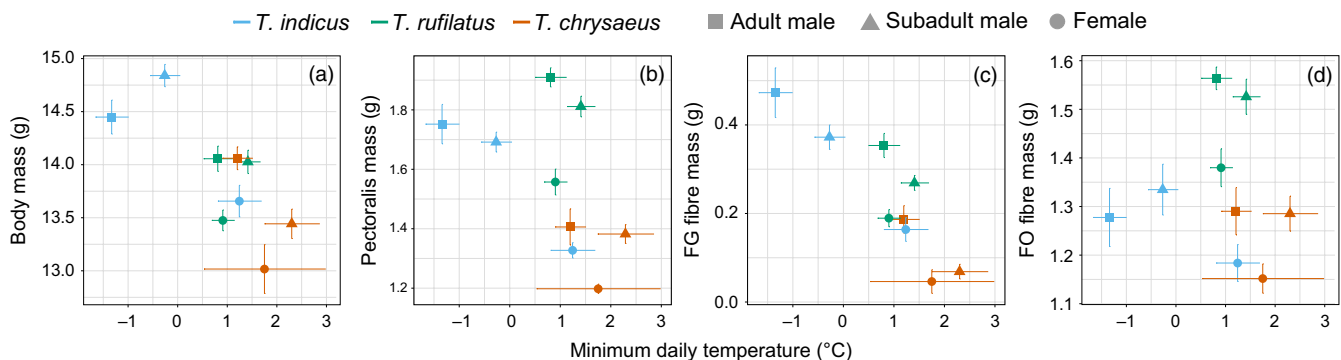 T. indicus T. rufilatus T. chrysaeus Adult male Subadult male Female
(a)
Body mass (g)
15.0
14.5
14.0
13.5
13.0
–1 0 1 2 3
(b)
Pectoralis mass (g)
1.8
1.6
1.4
1.2
–1 0 1 2 3
(c)
FG fibre mass (g)
0.4
0.2
0.0
–1 0 1 2 3
(d)
FO fibre mass (g)
1.6
1.5
1.4
1.3
1.2
1.1
–1 0 1 2 3
Minimum daily temperature (°C)